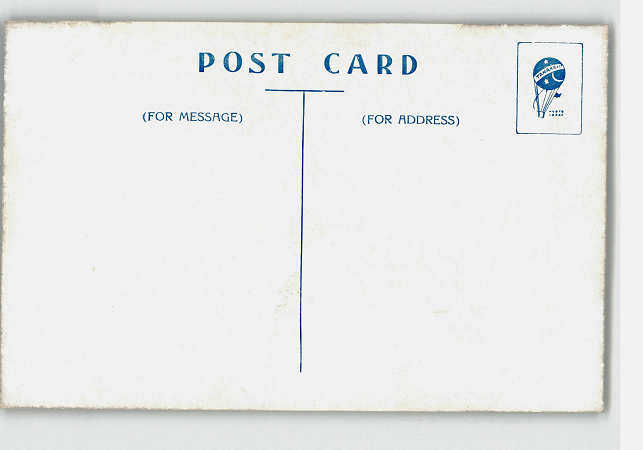 POST CARD
(FOR MESSAGE)
(FOR ADDRESS)